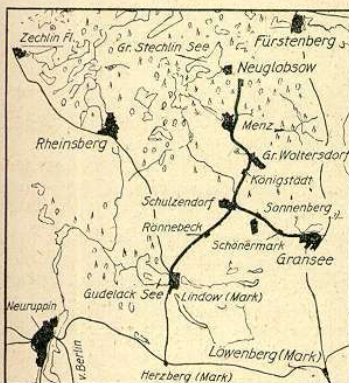 Zechlin Fl.
Gr. Stechlin See
Fürstenberg
Neuglobsow
Menz
Rheinsberg
Gr. Woltersdorf
Königstädt
Schulzendorf
Sonnenberg
Rönnebeck
Schönermark
Gransee
Gudelack See
Lindow (Mark)
Neuruppin
v. Berlin
Löwenberg (Mark)
Herzberg (Mark)